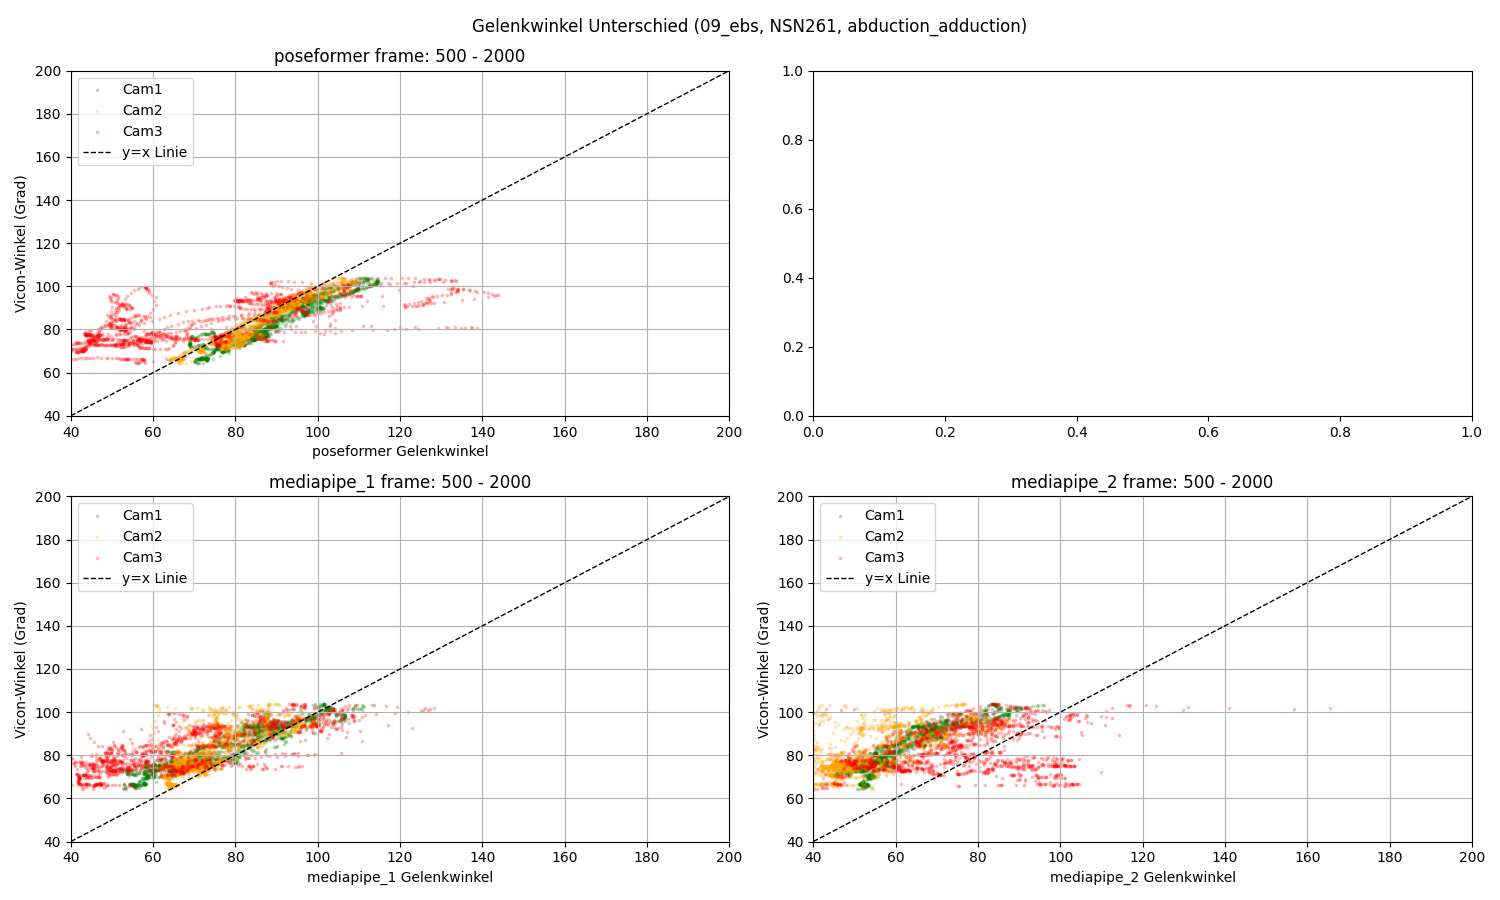 Gelenkwinkel Unterschied (09_ebs, NSN261, abduction_adduction)
poseformer frame: 500 - 2000
Cam1
Cam2
Cam3
y=x Linie
Vicon-Winkel (Grad)
200
180
160
140
120
100
80
60
40
40 60 80 100 120 140 160 180 200
poseformer Gelenkwinkel
1.0
0.8
0.6
0.4
0.2
0.0
0.0 0.2 0.4 0.6 0.8 1.0
mediapipe_1 frame: 500 - 2000
Cam1
Cam2
Cam3
y=x Linie
Vicon-Winkel (Grad)
200
180
160
140
120
100
80
60
40
40 60 80 100 120 140 160 180 200
mediapipe_1 Gelenkwinkel
mediapipe_2 frame: 500 - 2000
Cam1
Cam2
Cam3
y=x Linie
Vicon-Winkel (Grad)
200
180
160
140
120
100
80
60
40
40 60 80 100 120 140 160 180 200
mediapipe_2 Gelenkwinkel